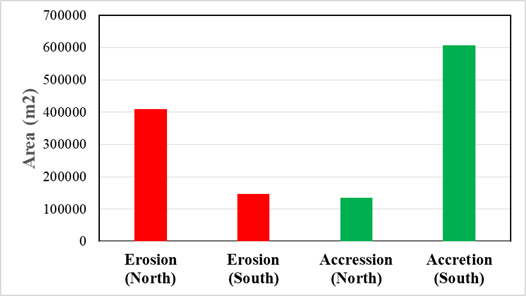 Area (m2)
700000
600000
500000
400000
300000
200000
100000
0
Erosion
(North)
Erosion
(South)
Accression
(North)
Accretion
(South)